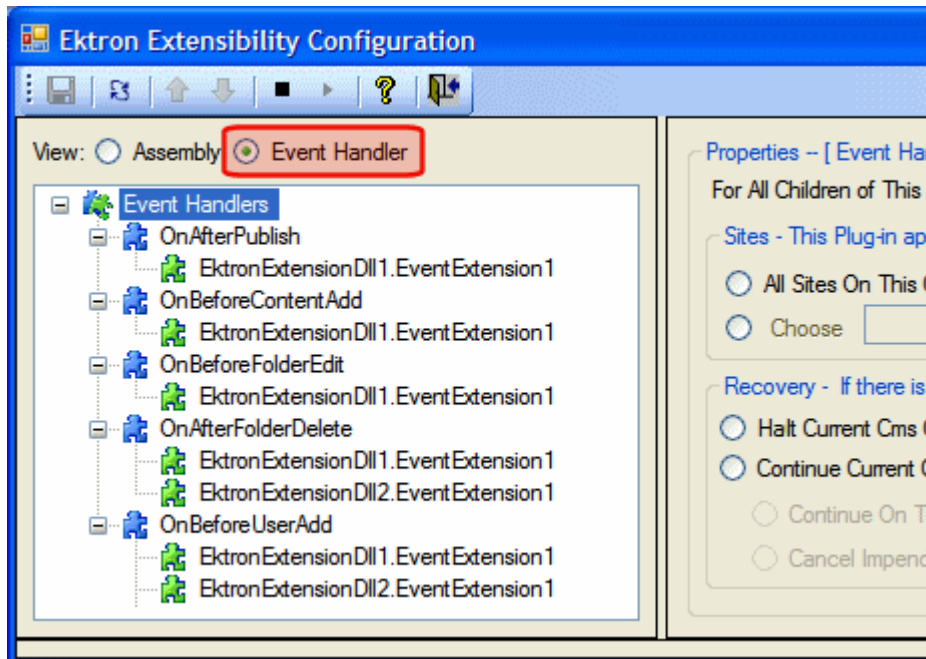 Ektron Extensibility Configuration
View: Assembly Event Handler
Event Handlers
OnAfterPublish
EktronExtensionDll1.EventExtension1
OnBeforeContentAdd
EktronExtensionDll1.EventExtension1
OnBeforeFolderEdit
EktronExtensionDll1.EventExtension1
OnAfterFolderDelete
EktronExtensionDll1.EventExtension1
EktronExtensionDll2.EventExtension1
OnBeforeUserAdd
EktronExtensionDll1.EventExtension1
EktronExtensionDll2.EventExtension1
Properties -- [ Event Ha
For All Children of This
Sites - This Plug-in ap
All Sites On This
Choose
Recovery - If there is
Halt Current Cms
Continue Current
Continue On T
Cancel Impend